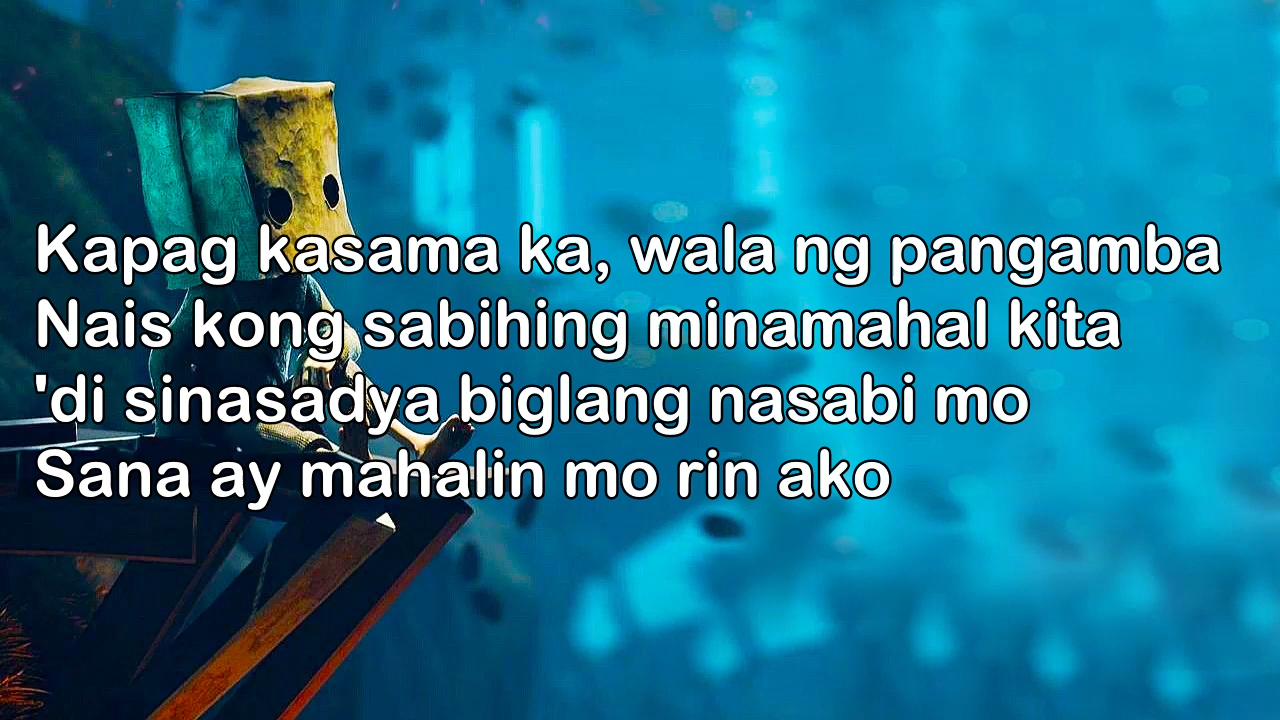 Kapag kasama ka, wala ng pangamba
Nais kong sabihing minamahal kita
'di sinasadya biglang nasabi mo
Sana ay mahalin mo rin ako